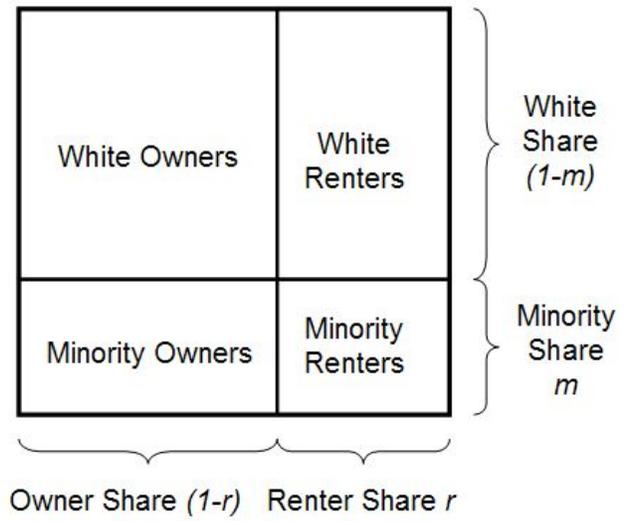 White Owners
White
Renters
White
Share
(1-m)
Minority Owners
Minority
Renters
Minority
Share
m
Owner Share (1-r)
Renter Share r